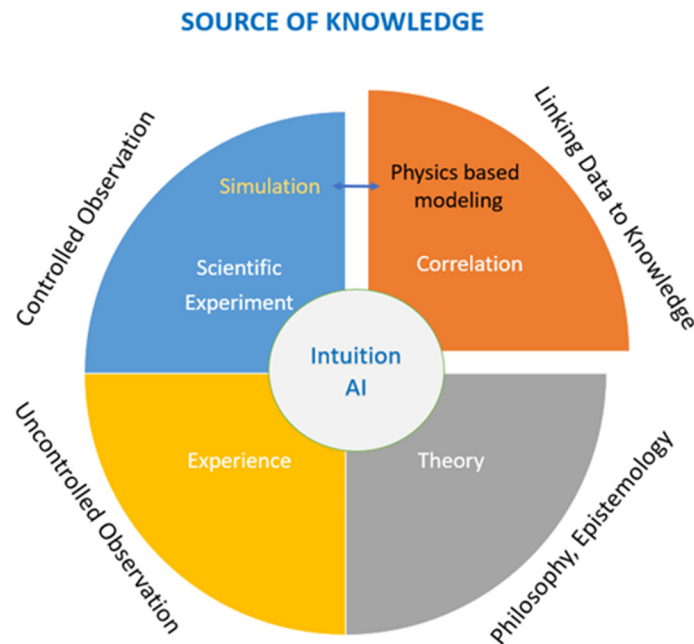 SOURCE OF KNOWLEDGE
Controlled Observation
Linking Data to Knowledge
Simulation
Physics based
modeling
Scientific
Experiment
Correlation
Intuition
AI
Experience
Theory
Uncontrolled Observation
Philosophy, Epistemology